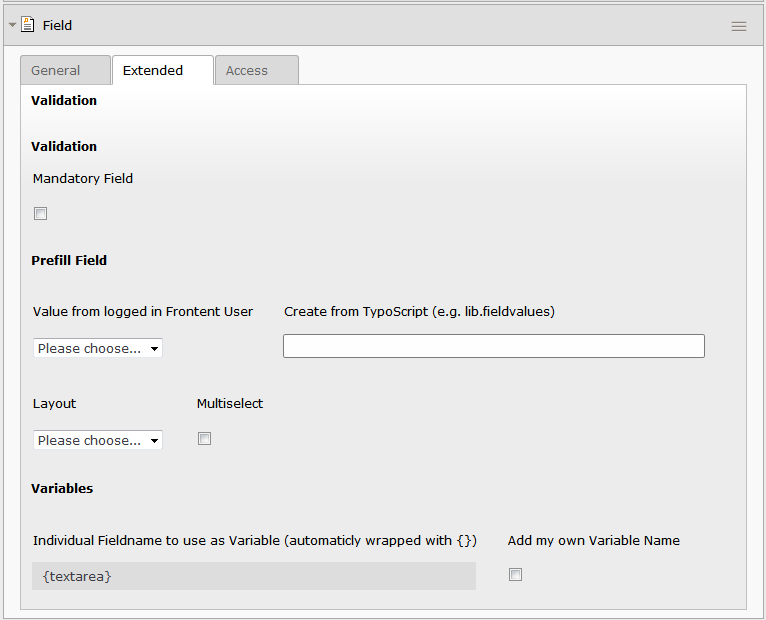 Field
General Extended Access
Validation
Validation
Mandatory Field
Prefill Field
Value from logged in Frontent User Create from TypoScript (e.g. lib.fieldvalues)
Please choose...
Layout Multiselect
Please choose...
Variables
Individual Fieldname to use as Variable (automaticly wrapped with {}) Add my own Variable Name
{textarea}